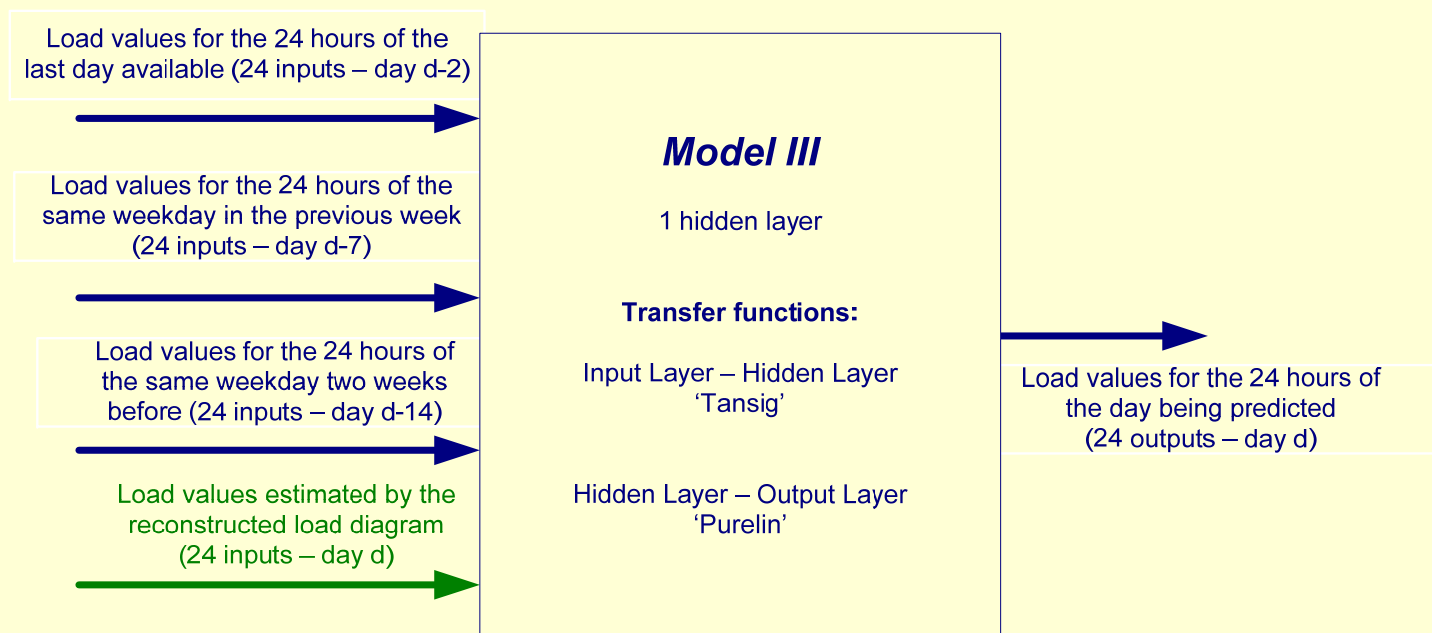 Load values for the 24 hours of the
last day available (24 inputs – day d-2)
Load values for the 24 hours of the
same weekday in the previous week
(24 inputs – day d-7)
Load values for the 24 hours of
the same weekday two weeks
before (24 inputs – day d-14)
Load values estimated by the
reconstructed load diagram
(24 inputs – day d)
Model III
1 hidden layer
Transfer functions:
Input Layer – Hidden Layer
‘Tansig’
Hidden Layer – Output Layer
‘Purelin’
Load values for the 24 hours of
the day being predicted
(24 outputs – day d)